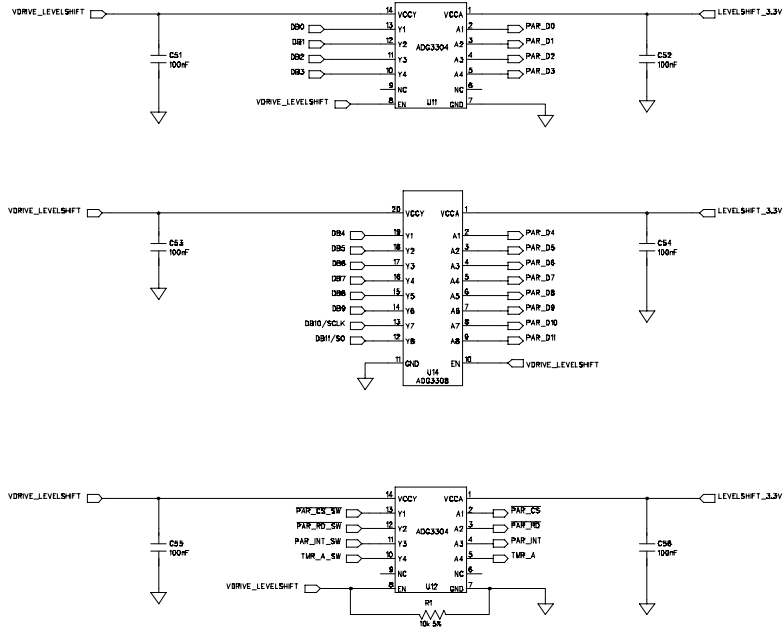 VDRIVE_LEVELSHIFT 14 VCCY VCCA 1 LEVELSHIFT_3.3V
DB0 13 Y1 A1 2 PAR_D0
DB1 12 Y2 ADG3304 A2 3 PAR_D1
DB2 11 Y3 A3 4 PAR_D2
DB3 10 Y4 A4 5 PAR_D3
C51 100nF
C52 100nF
9 NC NC 6
VDRIVE_LEVELSHIFT 8 EN U11 GND 7
VDRIVE_LEVELSHIFT 20 VCCY VCCA 1 LEVELSHIFT_3.3V
C53 100nF
C54 100nF
DB4 19 Y1 A1 2 PAR_D4
DB5 18 Y2 A2 3 PAR_D5
DB6 17 Y3 A3 4 PAR_D6
DB7 16 Y4 A4 5 PAR_D7
DB8 15 Y5 A5 6 PAR_D8
DB9 14 Y6 A6 7 PAR_D9
DB10/SCLK 13 Y7 A7 8 PAR_D10
DB11/SO 12 Y8 A8 9 PAR_D11
11 GND EN 10 VDRIVE_LEVELSHIFT
U14
ADG3308
VDRIVE_LEVELSHIFT 14 VCCY VCCA 1 LEVELSHIFT_3.3V
PAR_CS_SW 13 Y1 A1 2 PAR_CS
PAR_RD_SW 12 Y2 ADG3304 A2 3 PAR_RD
PAR_INT_SW 11 Y3 A3 4 PAR_INT
TMR_A_SW 10 Y4 A4 5 TMR_A
C55 100nF
C56 100nF
9 NC NC 6
VDRIVE_LEVELSHIFT 8 EN U12 GND 7
R1
10k 5%